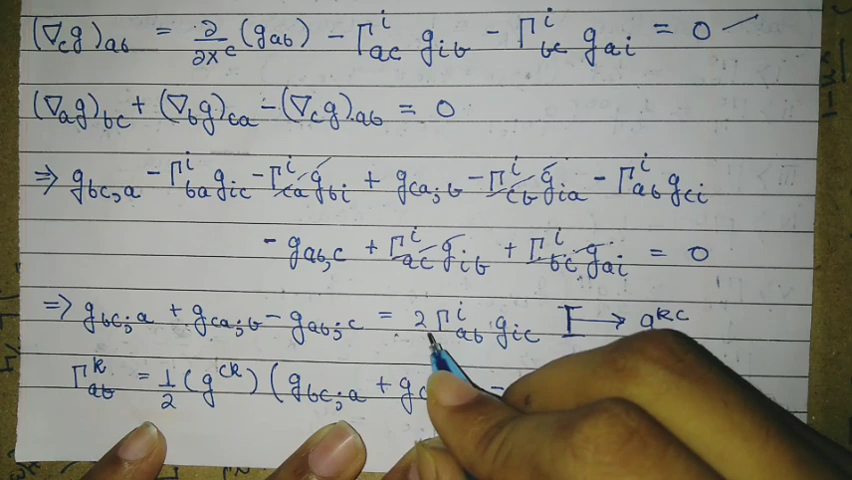 (∇_c g)_{ab} = ∂/∂x^c (g_{ab}) - Γ^i_{ac} g_{ib} - Γ^i_{bc} g_{ai} = 0
(∇_a g)_{bc} + (∇_b g)_{ca} - (∇_c g)_{ab} = 0
⇒ g_{bc,a} - Γ^i_{ba} g_{ic} - Γ^i_{ca} g_{bi} + g_{ca,b} - Γ^i_{cb} g_{ia} - Γ^i_{ab} g_{ci}
- g_{ab,c} + Γ^i_{ac} g_{ib} + Γ^i_{bc} g_{ai} = 0
⇒ g_{bc;a} + g_{ca;b} - g_{ab;c} = 2 Γ^i_{ab} g_{ic} → g^{kc}
Γ^k_{ab} = 1/2 (g^{ck}) (g_{bc;a} + g_c -